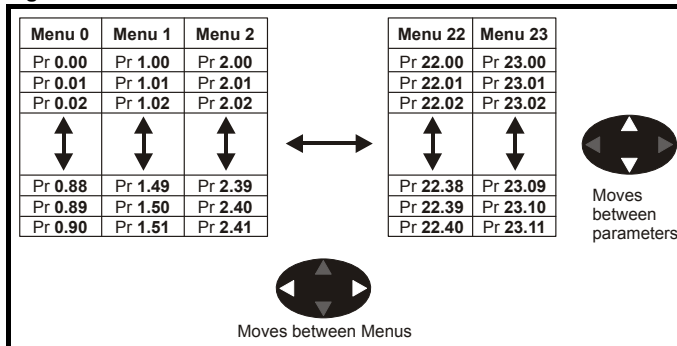 Menu 0 Menu 1 Menu 2 Menu 22 Menu 23
Pr 0.00 Pr 1.00 Pr 2.00 Pr 22.00 Pr 23.00
Pr 0.01 Pr 1.01 Pr 2.01 Pr 22.01 Pr 23.01
Pr 0.02 Pr 1.02 Pr 2.02 Pr 22.02 Pr 23.02
Pr 0.88 Pr 1.49 Pr 2.39 Pr 22.38 Pr 23.09
Pr 0.89 Pr 1.50 Pr 2.40 Pr 22.39 Pr 23.10
Pr 0.90 Pr 1.51 Pr 2.41 Pr 22.40 Pr 23.11
Moves
between
parameters
Moves between Menus